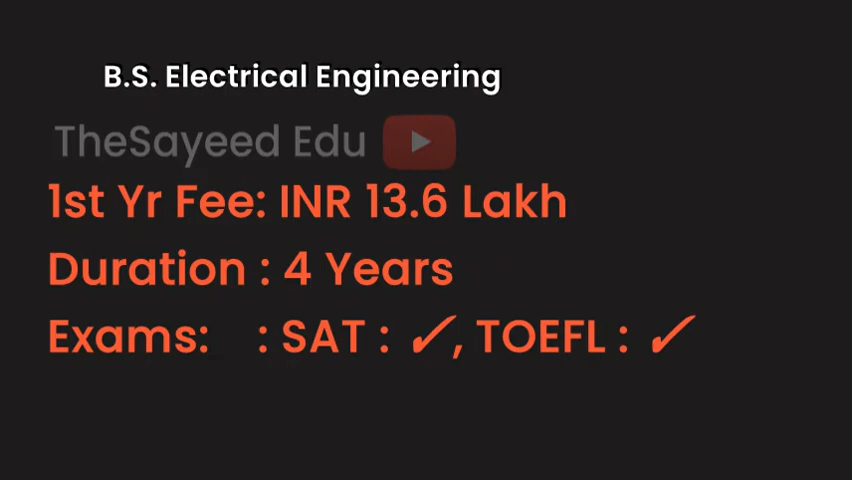 B.S. Electrical Engineering
TheSayeed Edu
1st Yr Fee: INR 13.6 Lakh
Duration : 4 Years
Exams: : SAT : ✓, TOEFL : ✓